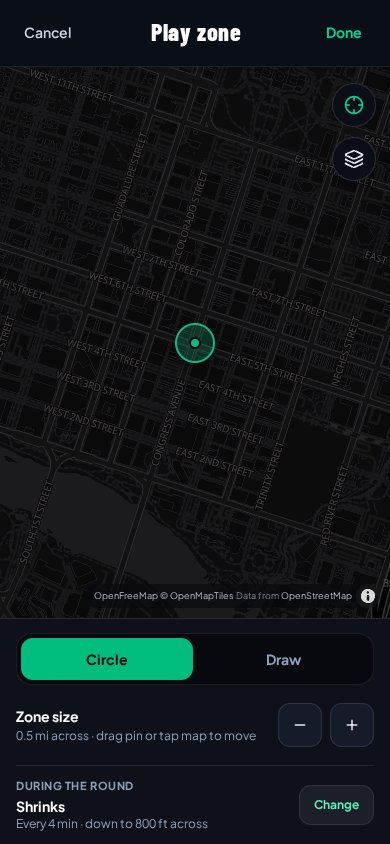 Cancel
Play zone
Done
WEST 11TH STREET
GUADALUPE STREET
COLORADO STREET
WEST 7TH STREET
WEST 6TH STREET
EAST 7TH STREET
WEST 4TH STREET
EAST 5TH STREET
NECHES STREET
WEST 3RD STREET
EAST 4TH STREET
WEST 2ND STREET
CONGRESS AVENUE
EAST 3RD STREET
EAST 2ND STREET
TRINITY STREET
RED RIVER STREET
SOUTH 1ST STREET
OpenFreeMap © OpenMapTiles Data from OpenStreetMap
Circle
Draw
Zone size
0.5 mi across · drag pin or tap map to move
DURING THE ROUND
Shrinks
Every 4 min · down to 800 ft across
Change